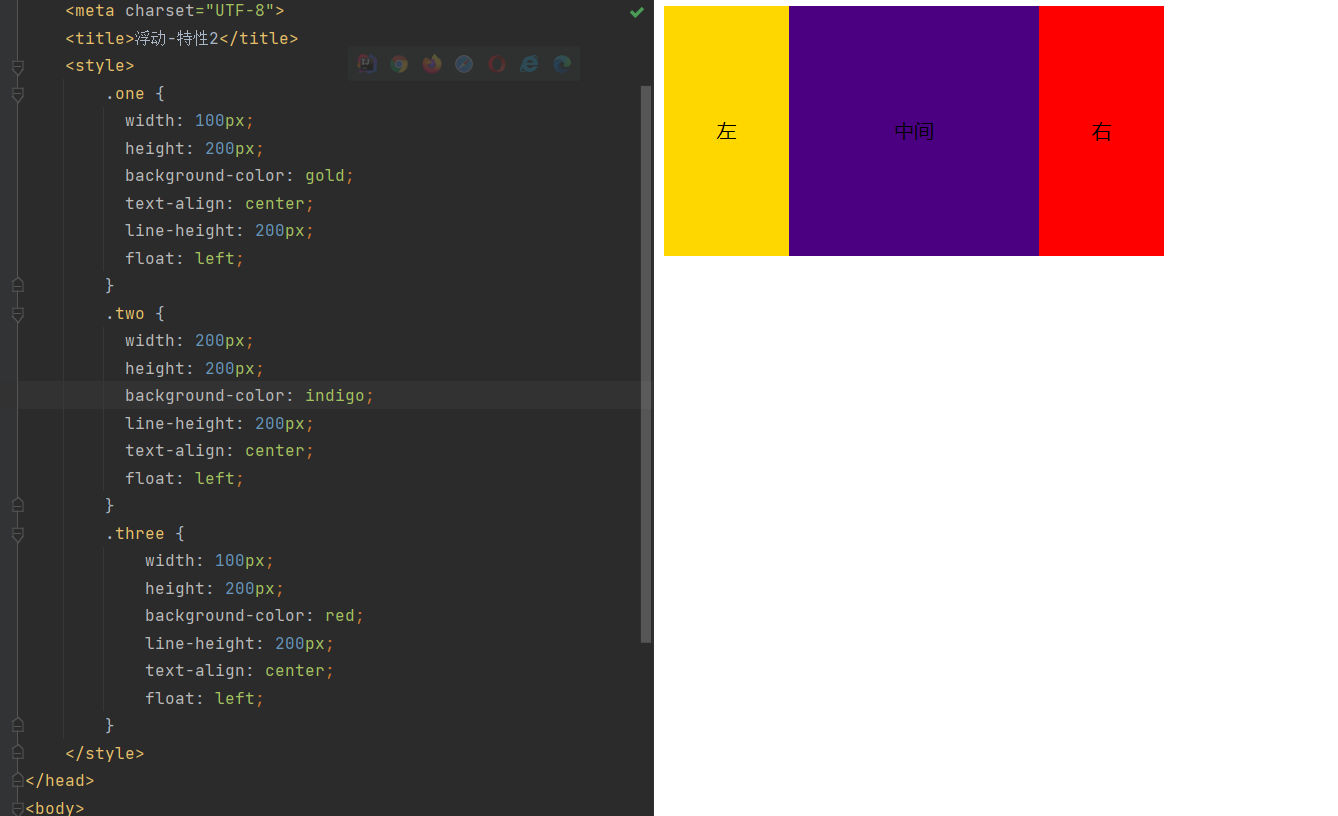 <meta charset="UTF-8">
<title>浮动-特性2</title>
<style>
.one {
width: 100px;
height: 200px;
background-color: gold;
text-align: center;
line-height: 200px;
float: left;
}
.two {
width: 200px;
height: 200px;
background-color: indigo;
line-height: 200px;
text-align: center;
float: left;
}
.three {
width: 100px;
height: 200px;
background-color: red;
line-height: 200px;
text-align: center;
float: left;
}
</style>
</head>
<body>
左
中间
右